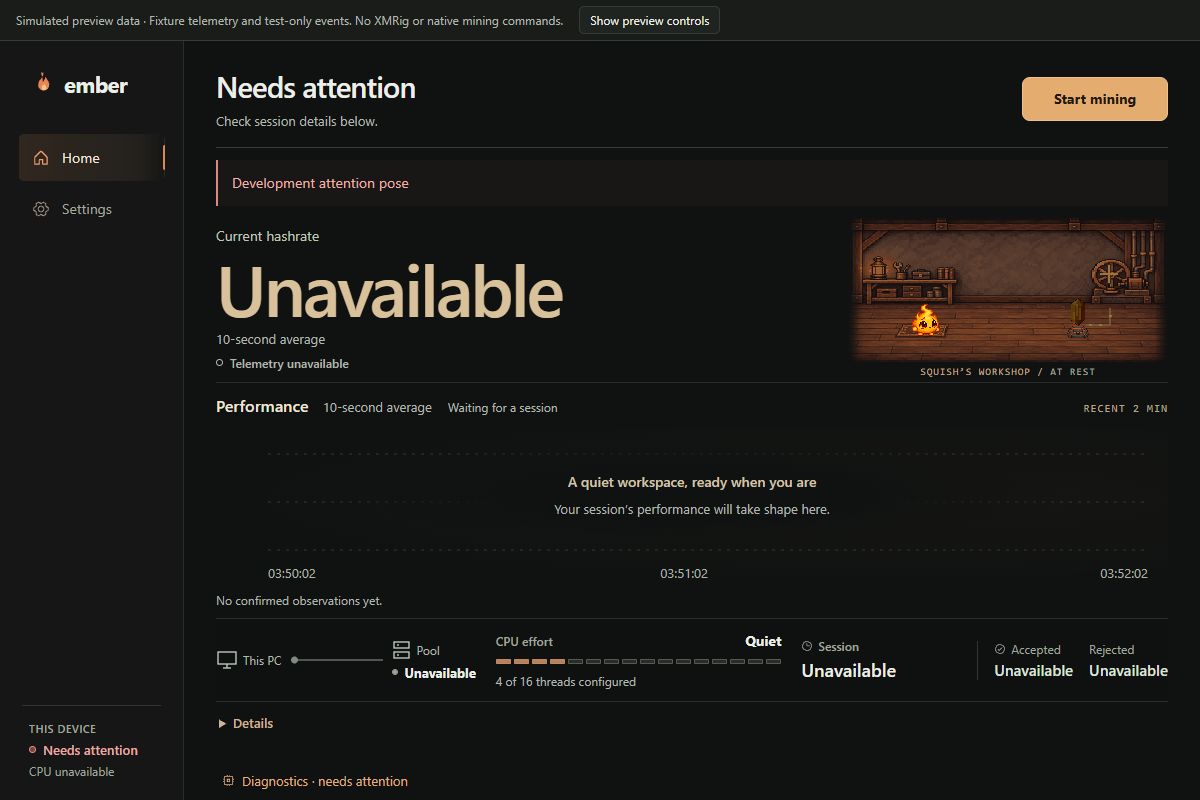 Simulated preview data · Fixture telemetry and test-only events. No XMRig or native mining commands.
Show preview controls
ember
Home
Settings
Needs attention
Check session details below.
Start mining
Development attention pose
Current hashrate
Unavailable
10-second average
Telemetry unavailable
SQUISH'S WORKSHOP / AT REST
Performance 10-second average Waiting for a session
RECENT 2 MIN
A quiet workspace, ready when you are
Your session's performance will take shape here.
03:50:02 03:51:02 03:52:02
No confirmed observations yet.
This PC
Pool
Unavailable
CPU effort Quiet
4 of 16 threads configured
Session
Unavailable
Accepted
Unavailable
Rejected
Unavailable
Details
Diagnostics · needs attention
THIS DEVICE
Needs attention
CPU unavailable